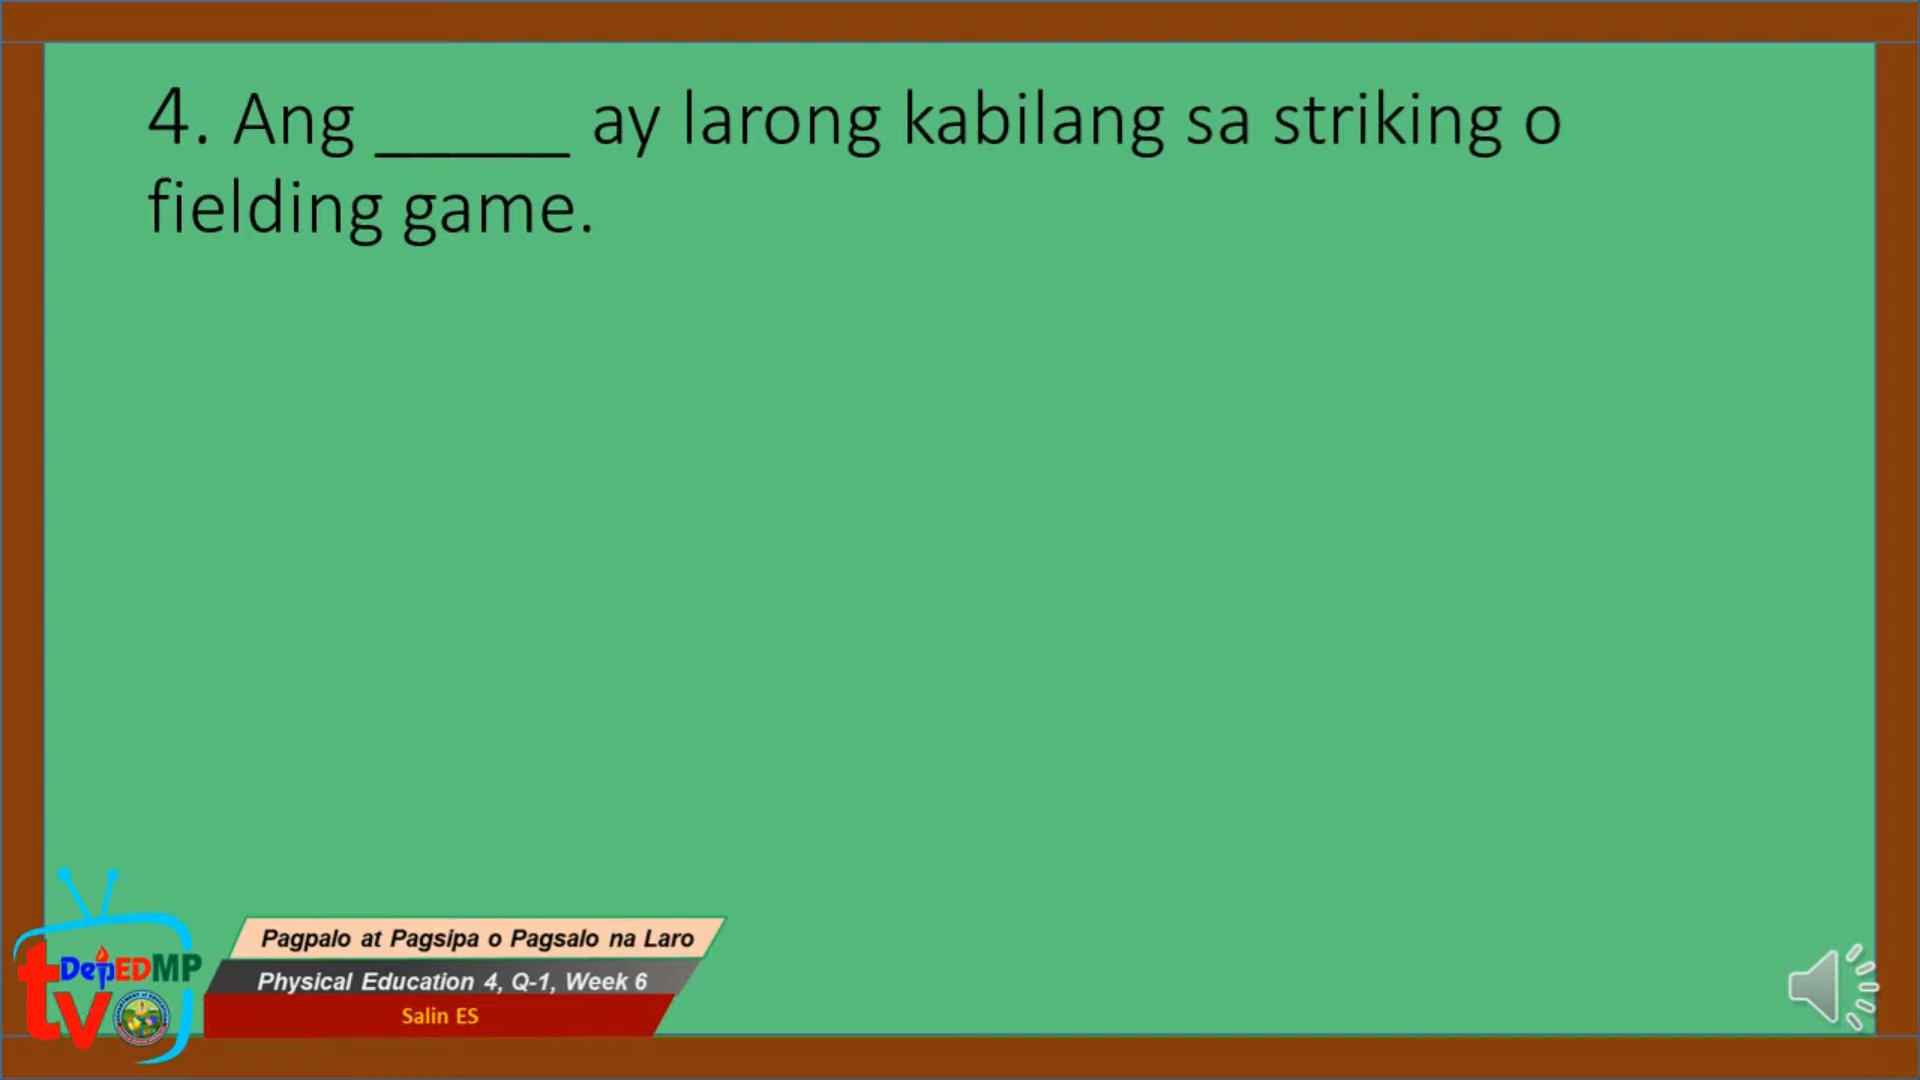 4. Ang _____ ay larong kabilang sa striking o
fielding game.
Pagpalo at Pagsipa o Pagsalo na Laro
DepEDMP
tv
Physical Education 4, Q-1, Week 6
Salin ES